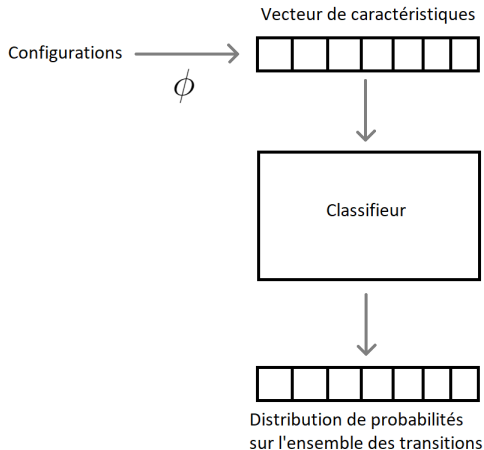 Vecteur de caractéristiques
Configurations
ϕ
Classifieur
Distribution de probabilités
sur l'ensemble des transitions